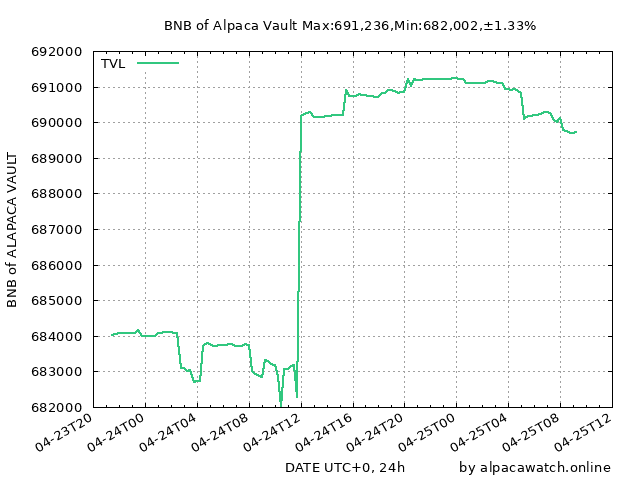 BNB of Alpaca Vault Max:691,236,Min:682,002,±1.33%
TVL
692000
691000
690000
689000
688000
687000
686000
685000
684000
683000
682000
BNB of ALAPACA VAULT
04-23T20
04-24T00
04-24T04
04-24T08
04-24T12
04-24T16
04-24T20
04-25T00
04-25T04
04-25T08
04-25T12
DATE UTC+0, 24h
by alpacawatch.online